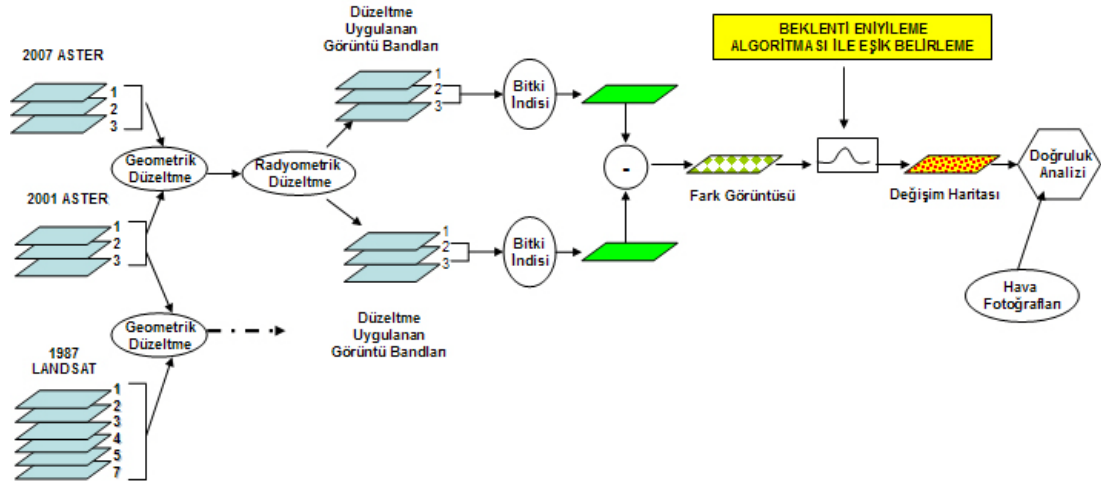 Düzeltme
Uygulanan
Görüntü Bandları
BEKLENTİ ENİYİLEME
ALGORİTMASI İLE EŞİK BELİRLEME
2007 ASTER
1
2
3
1
2
3
Bitki
İndisi
Geometrik
Düzeltme
Radyometrik
Düzeltme
-
Fark Görüntüsü
Değişim Haritası
Doğruluk
Analizi
2001 ASTER
1
2
3
1
2
3
Bitki
İndisi
Hava
Fotoğrafları
Geometrik
Düzeltme
Düzeltme
Uygulanan
Görüntü Bandları
1987
LANDSAT
1
2
3
4
5
7